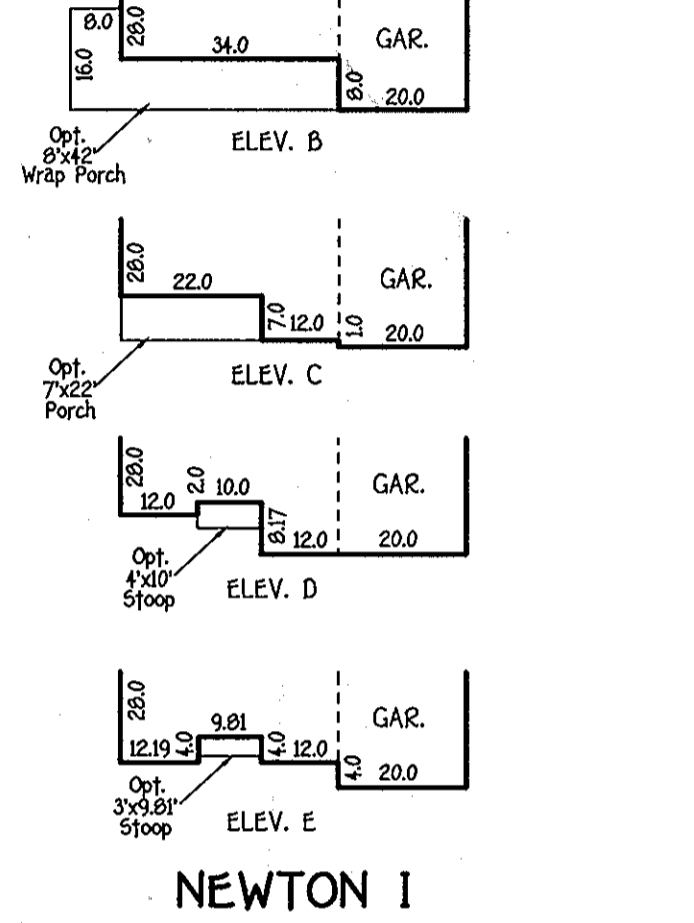 8.0
28.0
16.0
34.0
GAR.
8.0
20.0
Opt.
8'x42'
Wrap Porch
ELEV. B
28.0
22.0
7.0
12.0
1.0
GAR.
20.0
Opt.
7'x22'
Porch
ELEV. C
28.0
12.0
2.0
10.0
8.17
12.0
GAR.
20.0
Opt.
4'x10'
Stoop
ELEV. D
28.0
12.19
4.0
9.81
4.0
12.0
4.0
GAR.
20.0
Opt.
3'x9.81'
Stoop
ELEV. E
NEWTON I